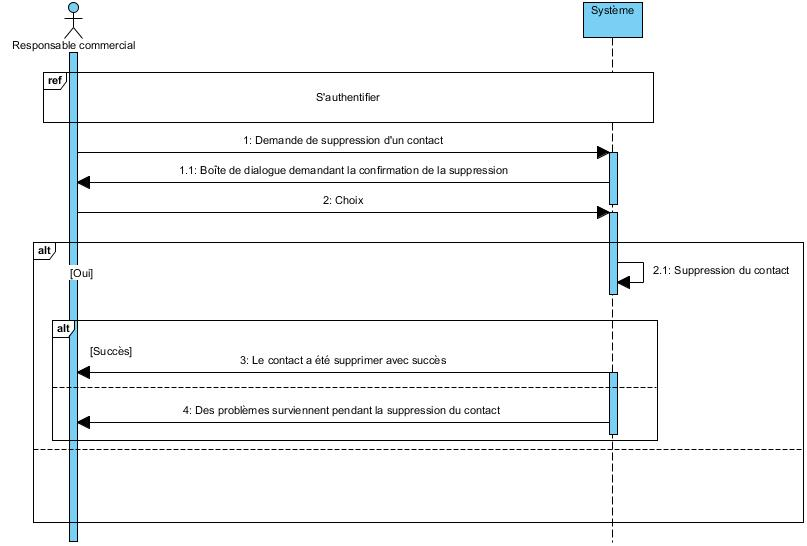 Système
Responsable commercial
ref
S'authentifier
1: Demande de suppression d'un contact
1.1: Boîte de dialogue demandant la confirmation de la suppression
2: Choix
alt
[Oui]
2.1: Suppression du contact
alt
[Succès]
3: Le contact a été supprimer avec succès
4: Des problèmes surviennent pendant la suppression du contact